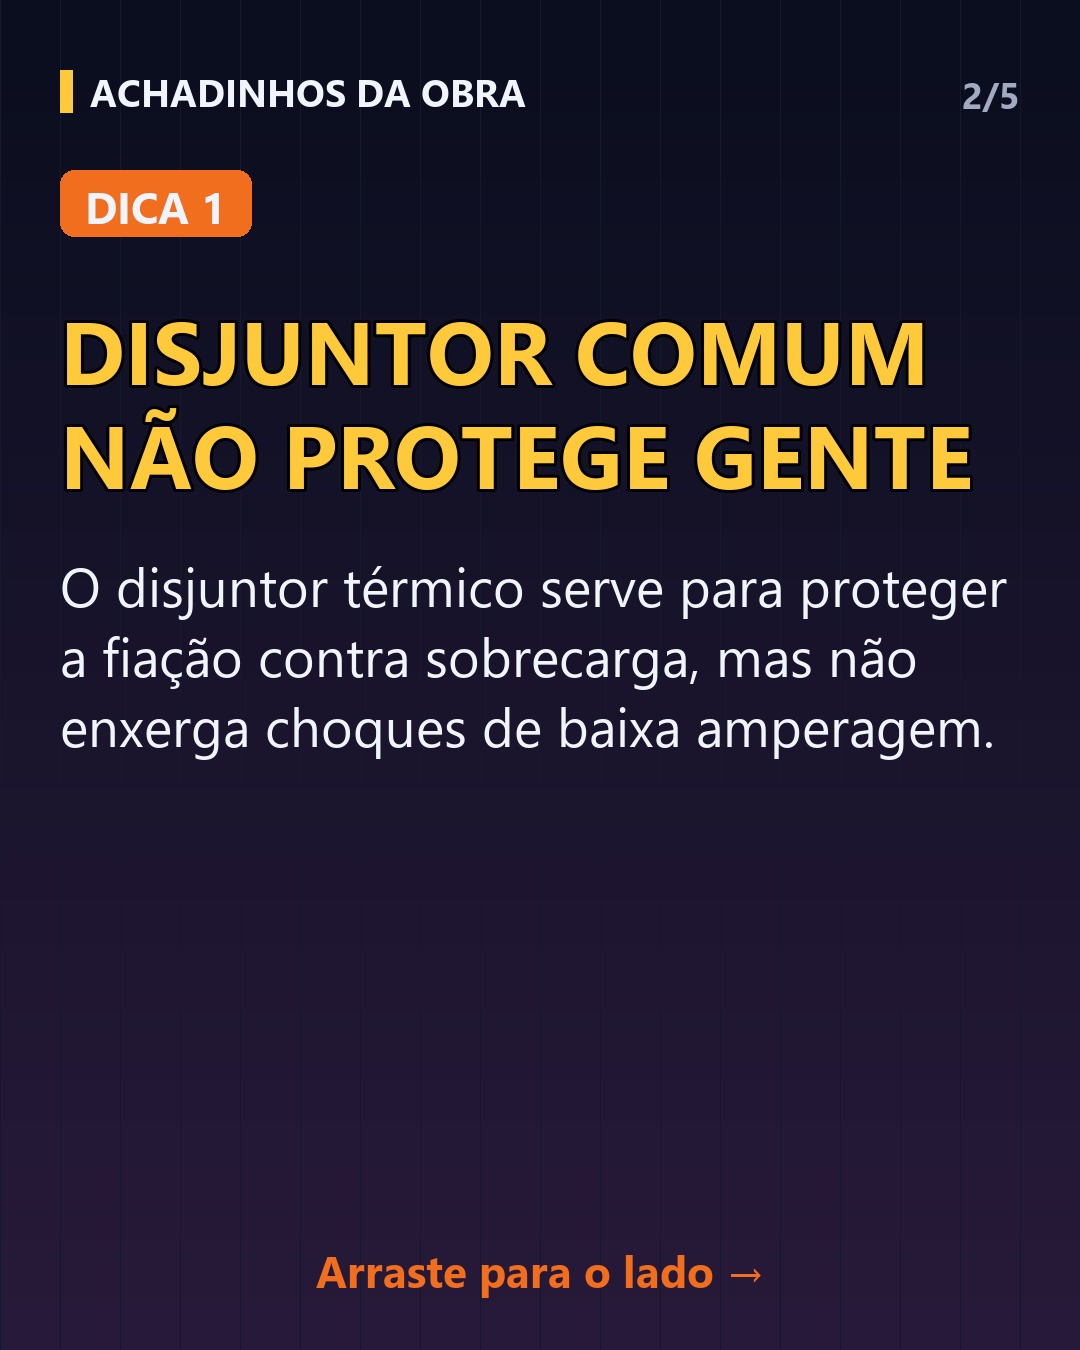 ACHADINHOS DA OBRA
2/5
DICA 1
DISJUNTOR COMUM
NÃO PROTEGE GENTE
O disjuntor térmico serve para proteger
a fiação contra sobrecarga, mas não
enxerga choques de baixa amperagem.
Arraste para o lado →